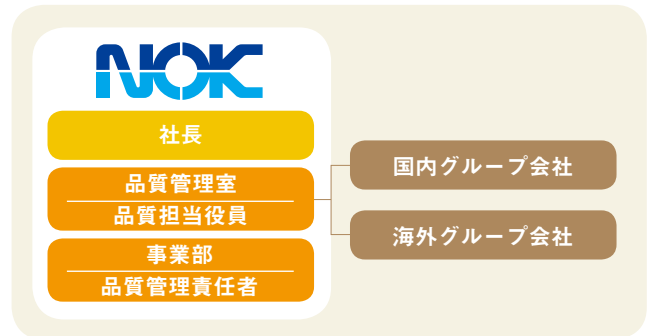 NOK
社長
品質管理室
品質担当役員
事業部
品質管理責任者
国内グループ会社
海外グループ会社